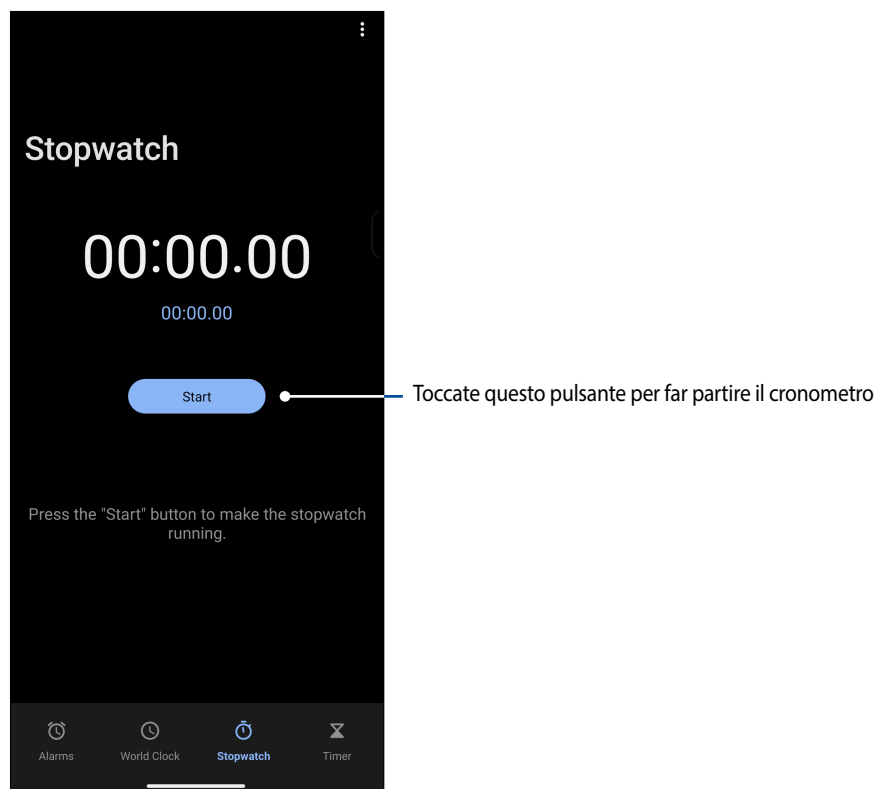 Stopwatch
00:00.00
00:00.00
Start
Toccate questo pulsante per far partire il cronometro
Press the "Start" button to make the stopwatch
running.
Alarms World Clock Stopwatch Timer